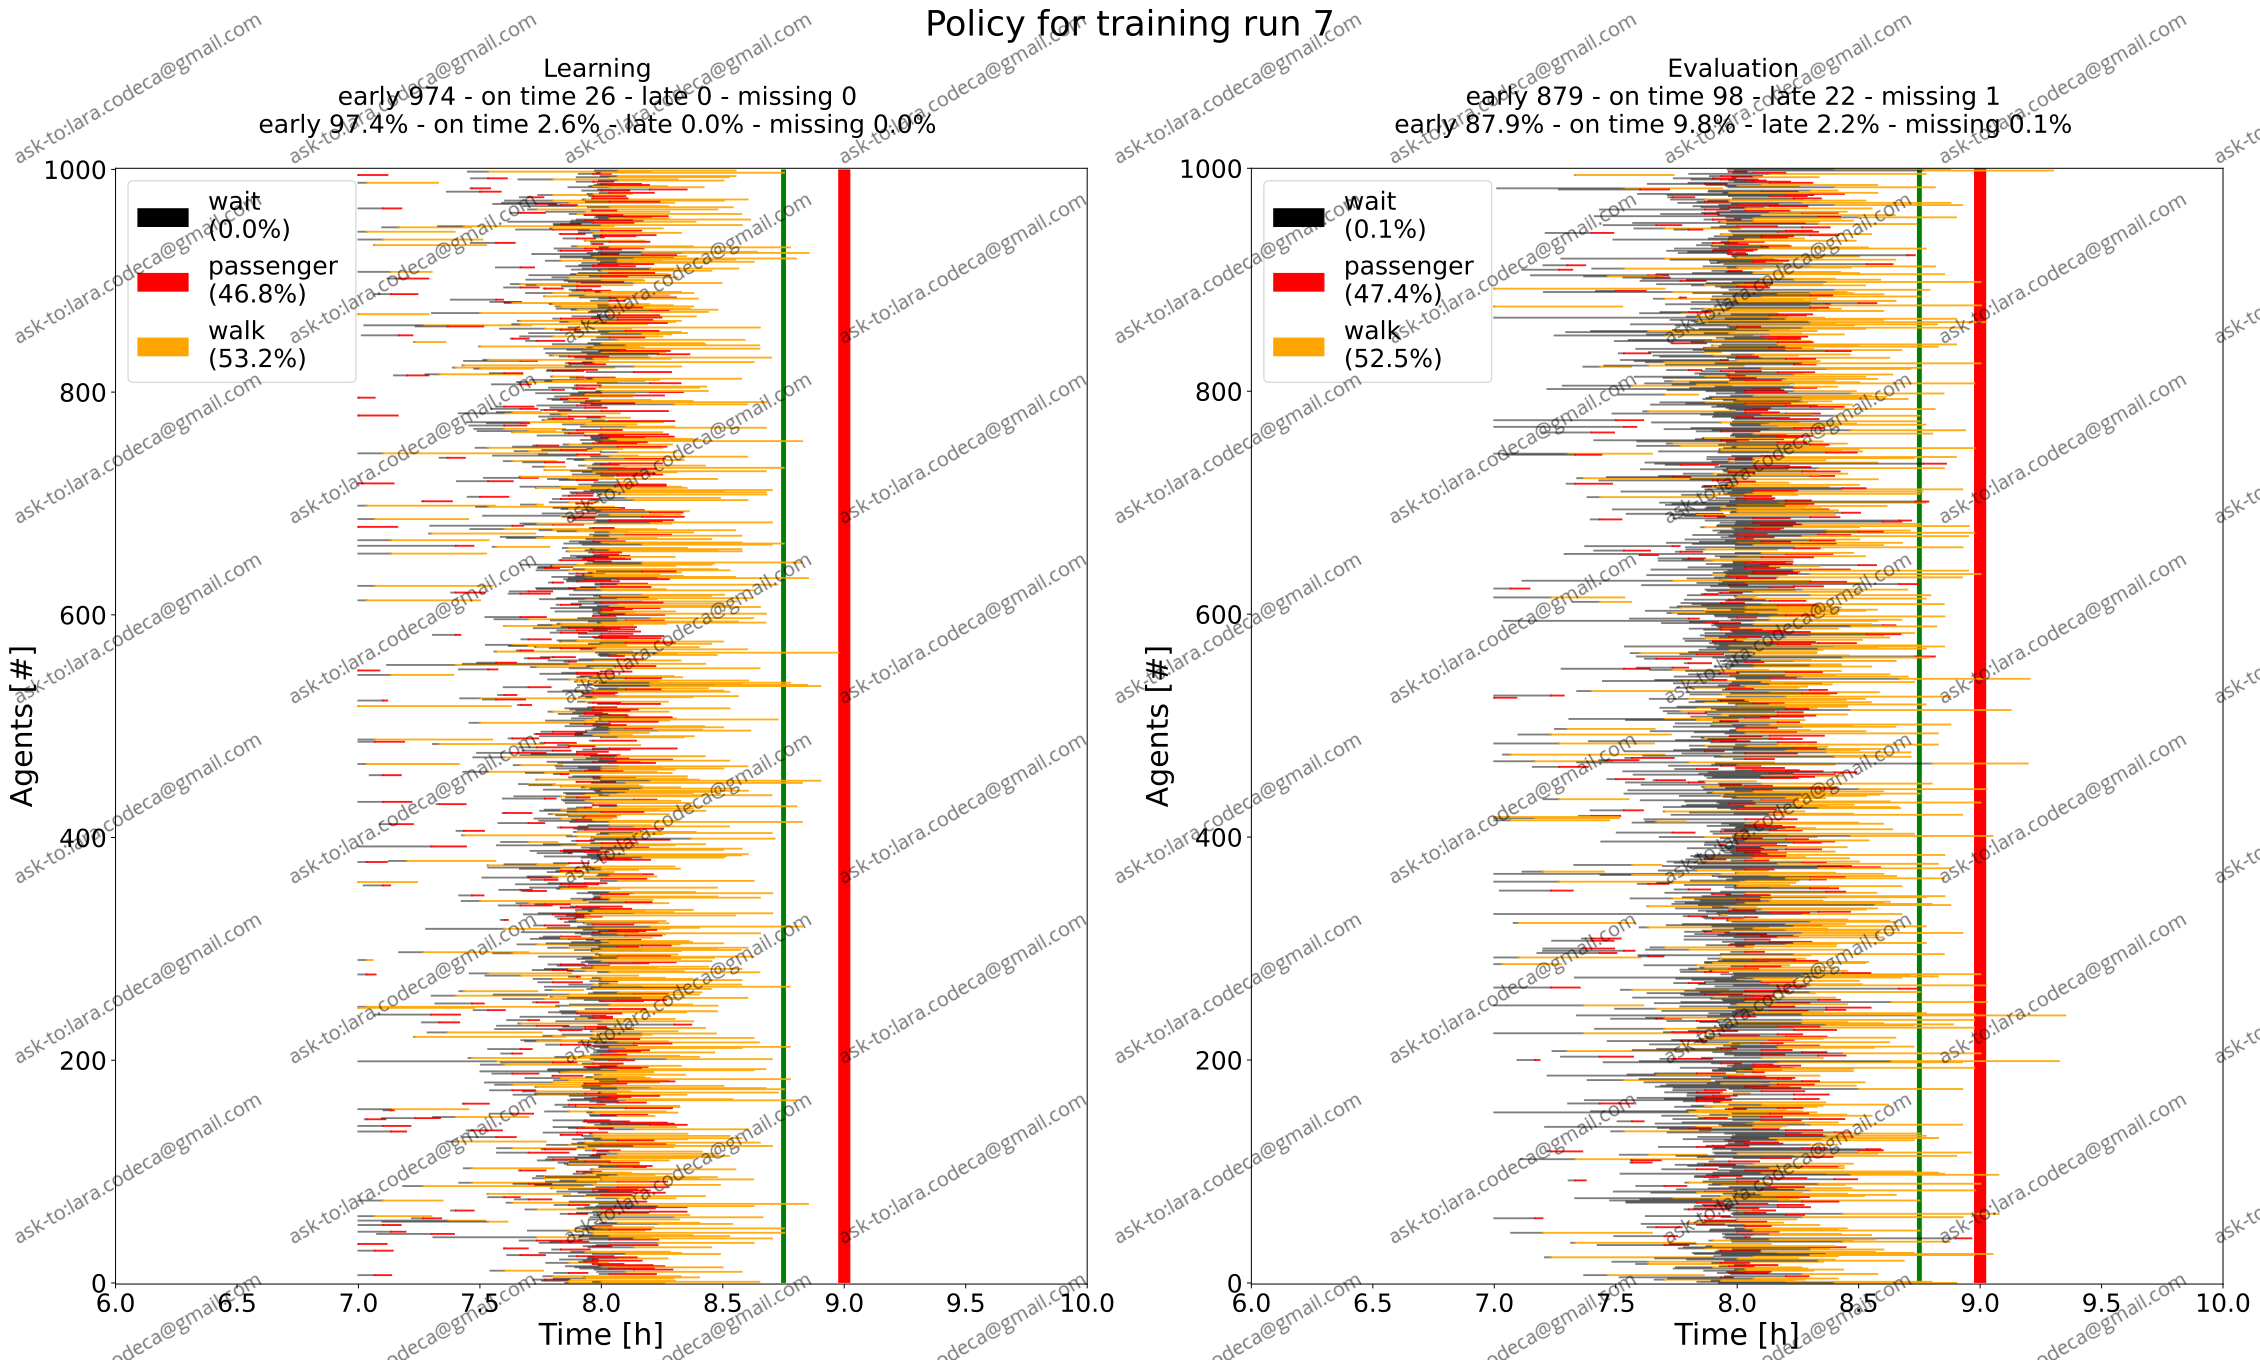 Policy for training run 7
Learning
early 974 - on time 26 - late 0 - missing 0
early 97.4% - on time 2.6% - late 0.0% - missing 0.0%
1000
800
600
400
200
0
Agents [#]
wait
(0.0%)
passenger
(46.8%)
walk
(53.2%)
6.0 6.5 7.0 7.5 8.0 8.5 9.0 9.5 10.0
Time [h]
Evaluation
early 879 - on time 98 - late 22 - missing 1
early 87.9% - on time 9.8% - late 2.2% - missing 0.1%
1000
800
600
400
200
0
Agents [#]
wait
(0.1%)
passenger
(47.4%)
walk
(52.5%)
6.0 6.5 7.0 7.5 8.0 8.5 9.0 9.5 10.0
Time [h]
ask-to:lara.codeca@gmail.com